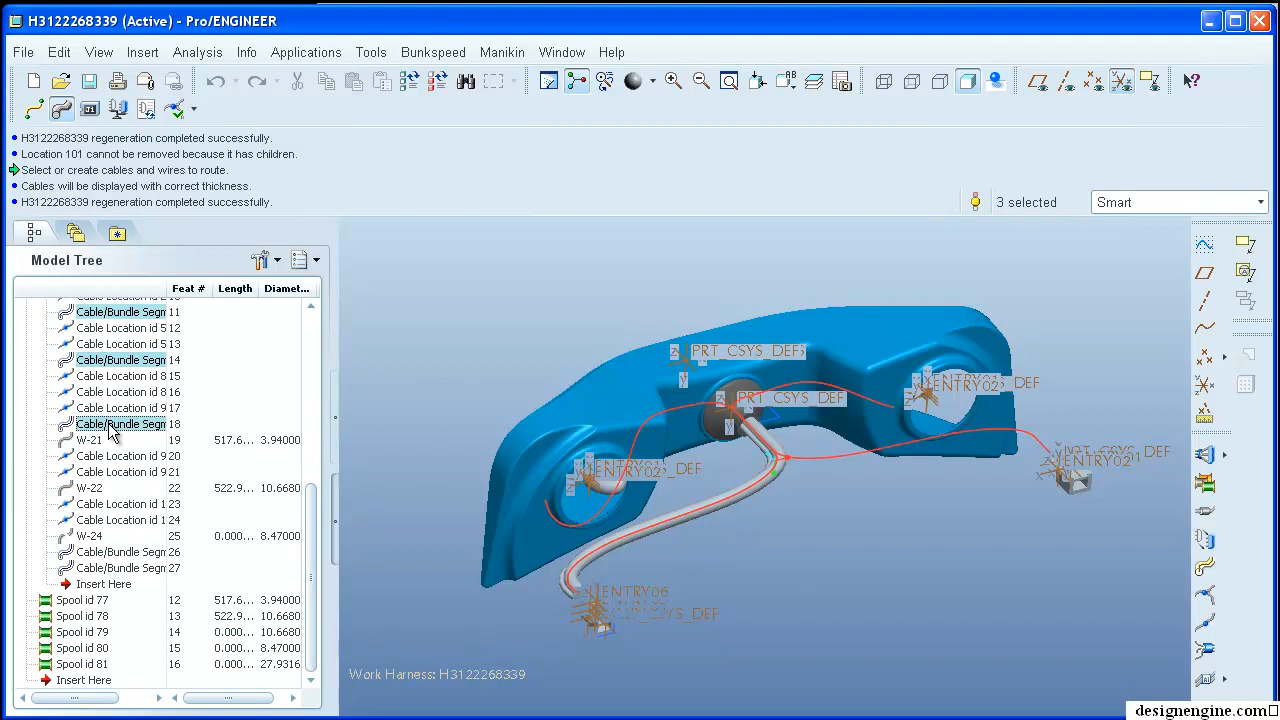 H3122268339 (Active) - Pro/ENGINEER
File Edit View Insert Analysis Info Applications Tools Bunkspeed Manikin Window Help
H3122268339 regeneration completed successfully.
Location 101 cannot be removed because it has children.
Select or create cables and wires to route.
Cables will be displayed with correct thickness.
H3122268339 regeneration completed successfully.
3 selected Smart
Model Tree
Feat # Length Diamet...
Cable/Bundle Segm 11
Cable Location id 5 12
Cable Location id 5 13
Cable/Bundle Segm 14
Cable Location id 8 15
Cable Location id 8 16
Cable Location id 9 17
Cable/Bundle Segm 18
W-21 19 517.6... 3.94000
Cable Location id 9 20
Cable Location id 9 21
W-22 22 522.9... 10.6680
Cable Location id 1 23
Cable Location id 1 24
W-24 25 0.000... 8.47000
Cable/Bundle Segm 26
Cable/Bundle Segm 27
Insert Here
Spool id 77 12 517.6... 3.94000
Spool id 78 13 522.9... 10.6680
Spool id 79 14 0.000... 10.6680
Spool id 80 15 0.000... 8.47000
Spool id 81 16 0.000... 27.9316
Insert Here
PRT_CSYS_DEF
PRT_CSYS_DEF
ENTRY02
ENTRY02
ENTRY06
Work Harness: H3122268339
designengine.com